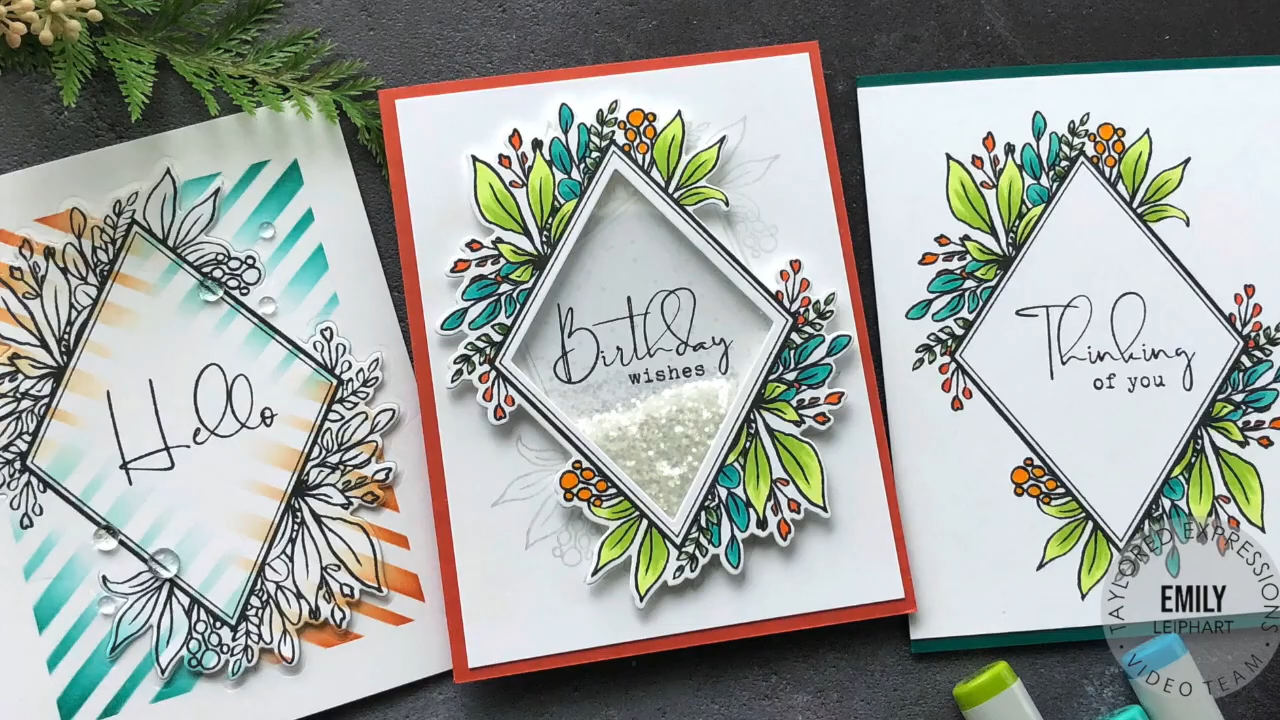 Hello
Birthday
wishes
Thinking
of you
TAYLORED EXPRESSIONS
EMILY
LEIPHART
VIDEO TEAM